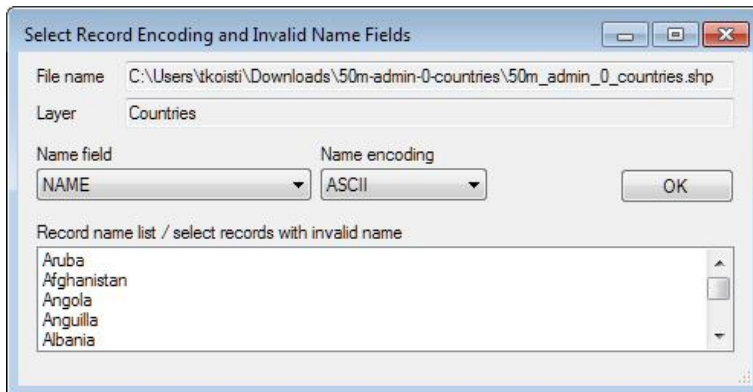 Select Record Encoding and Invalid Name Fields
File name C:\Users\tkoisti\Downloads\50m-admin-0-countries\50m_admin_0_countries.shp
Layer Countries
Name field Name encoding
NAME ASCII OK
Record name list / select records with invalid name
Aruba
Afghanistan
Angola
Anguilla
Albania